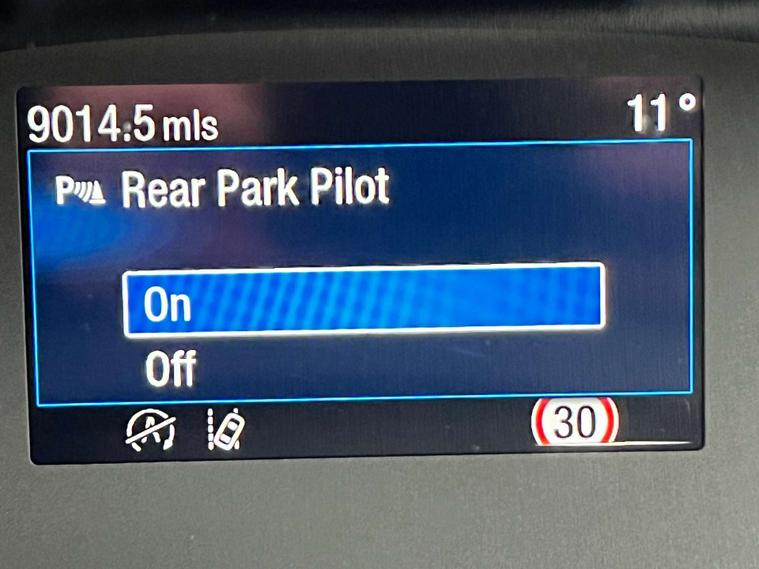 9014.5 mls 11°
P Rear Park Pilot
On
Off
A 30